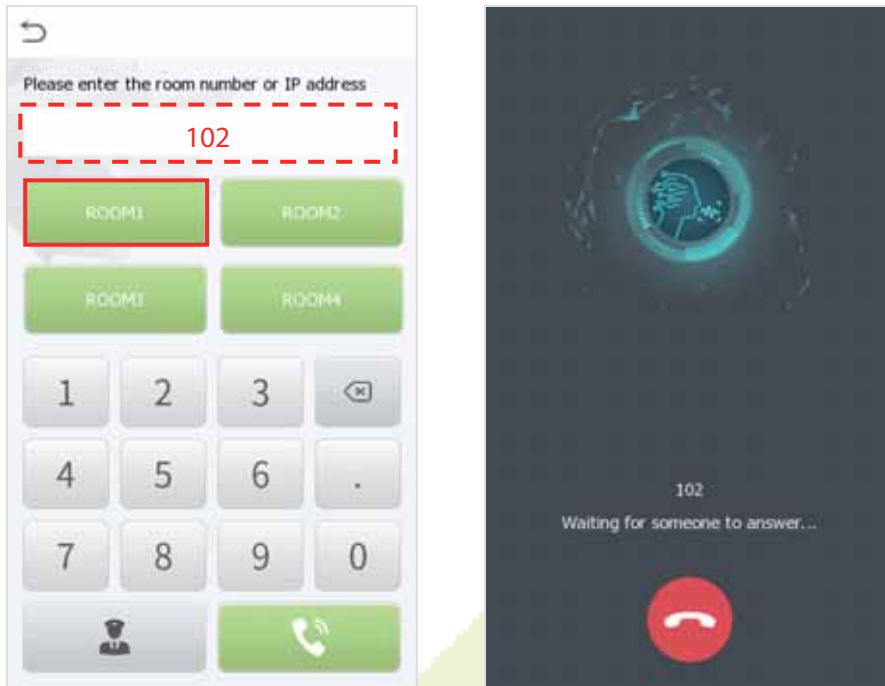 Please enter the room number or IP address
102
ROOM1 ROOM2
ROOM3 ROOM4
1 2 3
4 5 6 .
7 8 9 0
102
Waiting for someone to answer...